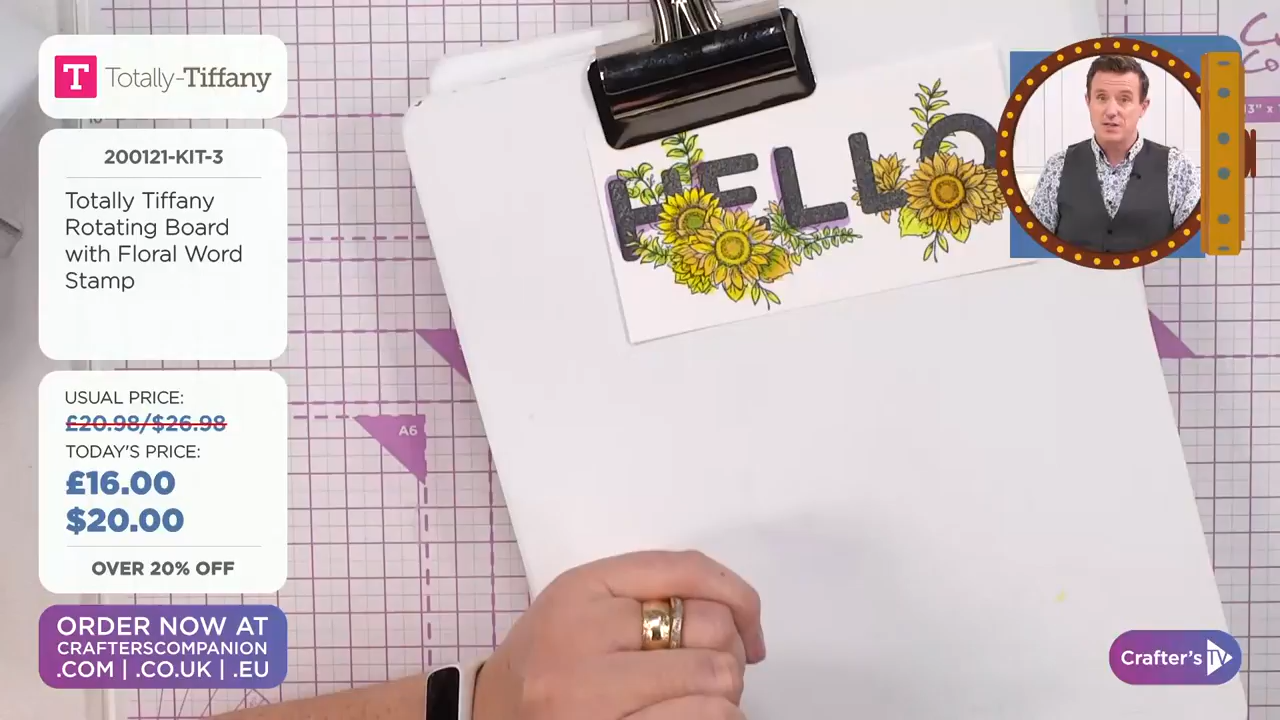 T Totally-Tiffany
200121-KIT-3
Totally Tiffany
Rotating Board
with Floral Word
Stamp
USUAL PRICE:
£20.98/$26.98
TODAY'S PRICE:
£16.00
$20.00
OVER 20% OFF
ORDER NOW AT
CRAFTERSCOMPANION
.COM | .CO.UK | .EU
A6
HELLO
Crafter's TV